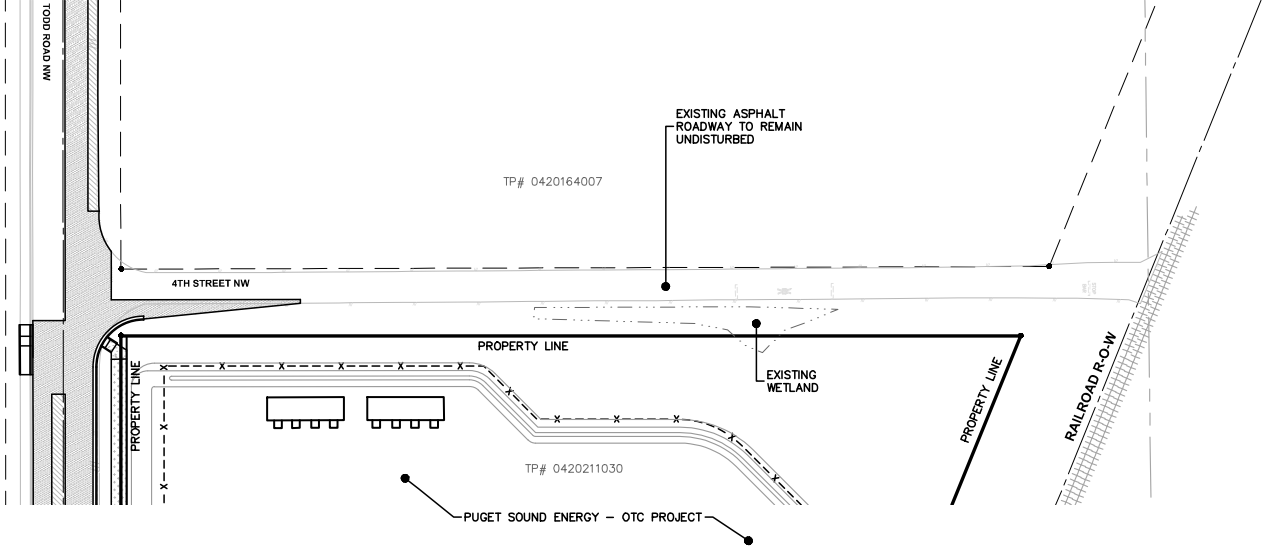 TODD ROAD NW
EXISTING ASPHALT
ROADWAY TO REMAIN
UNDISTURBED
TP# 0420164007
4TH STREET NW
PROPERTY LINE
PROPERTY LINE
EXISTING
WETLAND
PROPERTY LINE
RAILROAD R-O-W
TP# 0420211030
PUGET SOUND ENERGY – OTC PROJECT